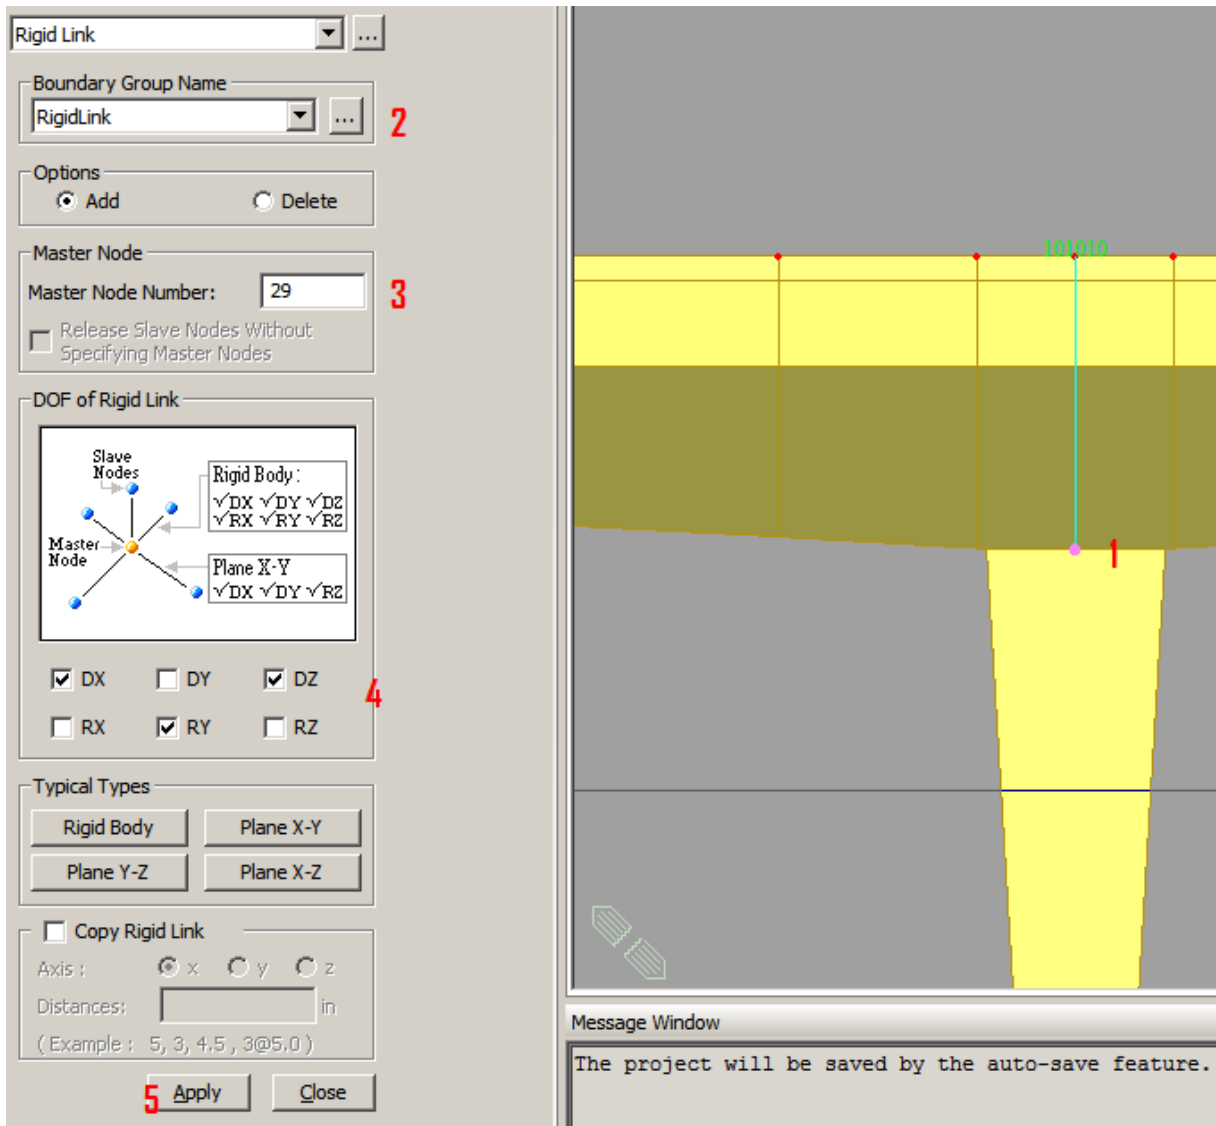 Rigid Link
...
Boundary Group Name
RigidLink
...
2
Options
Add
Delete
Master Node
Master Node Number:
29
3
Release Slave Nodes Without
Specifying Master Nodes
DOF of Rigid Link
Slave
Nodes
Rigid Body :
√DX √DY √DZ
√RX √RY √RZ
Master
Node
Plane X-Y
√DX √DY √RZ
DX
DY
DZ
4
RX
RY
RZ
Typical Types
Rigid Body
Plane X-Y
Plane Y-Z
Plane X-Z
Copy Rigid Link
Axis :
x
y
z
Distances:
in
( Example : 5, 3, 4.5 , 3@5.0 )
5
Apply
Close
101010
1
Message Window
The project will be saved by the auto-save feature.